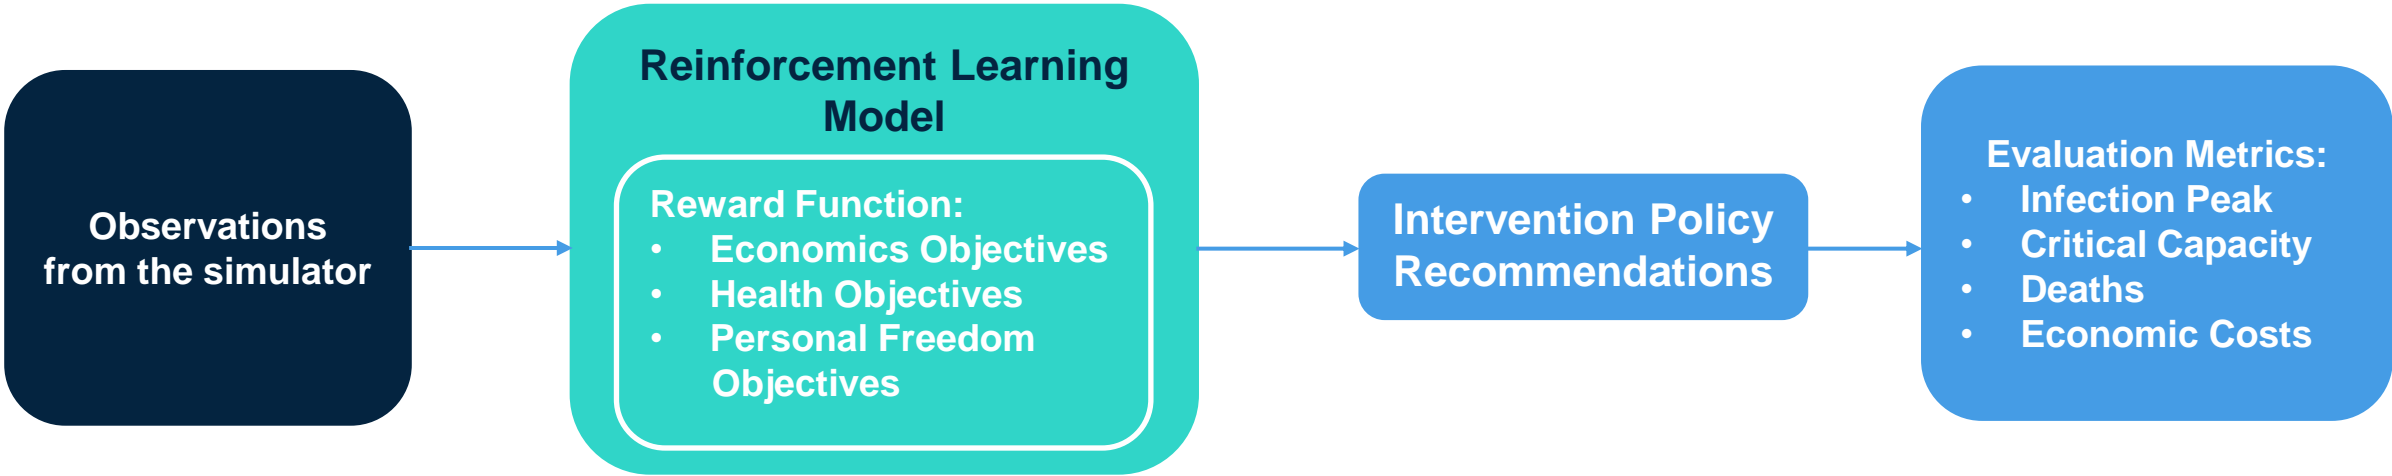 Observations
from the simulator
Reinforcement Learning
Model
Reward Function:
• Economics Objectives
• Health Objectives
• Personal Freedom
Objectives
Intervention Policy
Recommendations
Evaluation Metrics:
• Infection Peak
• Critical Capacity
• Deaths
• Economic Costs